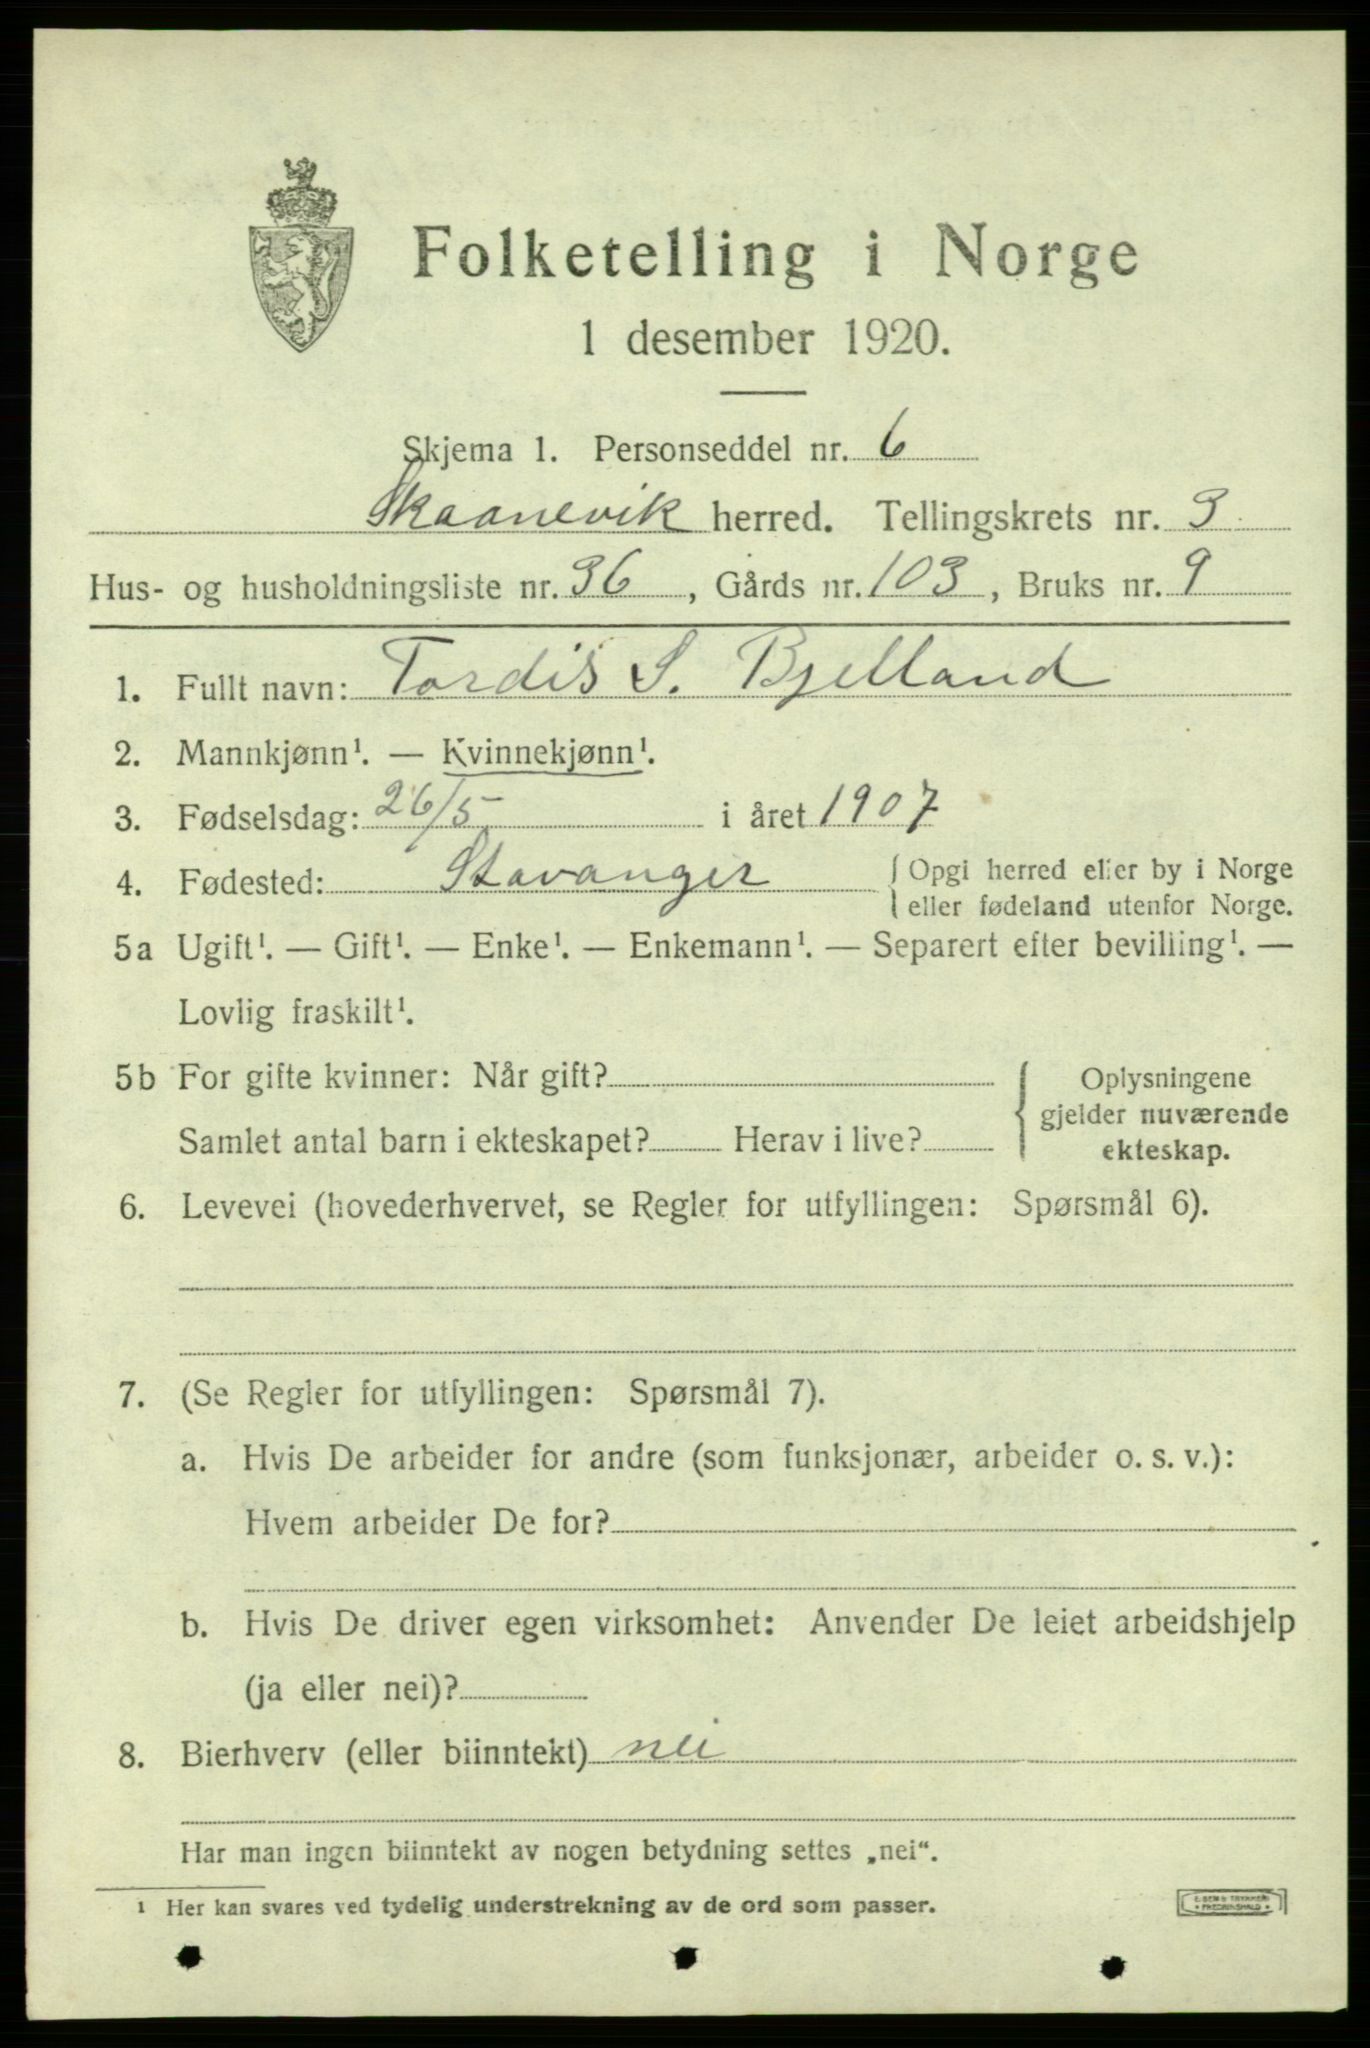 Folketelling i Norge
1 desember 1920.
Skjema 1. Personseddel nr. 6
Skaanevik herred. Tellingskrets nr. 3
Hus- og husholdningsliste nr. 36, Gårds nr. 103, Bruks nr. 9
1. Fullt navn: Tordis S. Bjelland
2. Mannkjønn¹. — Kvinnekjønn¹.
3. Fødselsdag: 26/5 i året 1907
4. Fødested: Stavanger { Opgi herred eller by i Norge
eller fødeland utenfor Norge.
5a Ugift¹. — Gift¹. — Enke¹. — Enkemann¹. — Separert efter bevilling¹. —
Lovlig fraskilt¹.
5b For gifte kvinner: Når gift? { Oplysningene
gjelder nuværende
Samlet antal barn i ekteskapet? Herav i live? ekteskap.
6. Levevei (hovederhvervet, se Regler for utfyllingen: Spørsmål 6).
7. (Se Regler for utfyllingen: Spørsmål 7).
a. Hvis De arbeider for andre (som funksjonær, arbeider o. s. v.):
Hvem arbeider De for?
b. Hvis De driver egen virksomhet: Anvender De leiet arbeidshjelp
(ja eller nei)?
8. Bierhverv (eller biinntekt) nei
Har man ingen biinntekt av nogen betydning settes „nei“.
¹ Her kan svares ved tydelig understrekning av de ord som passer.